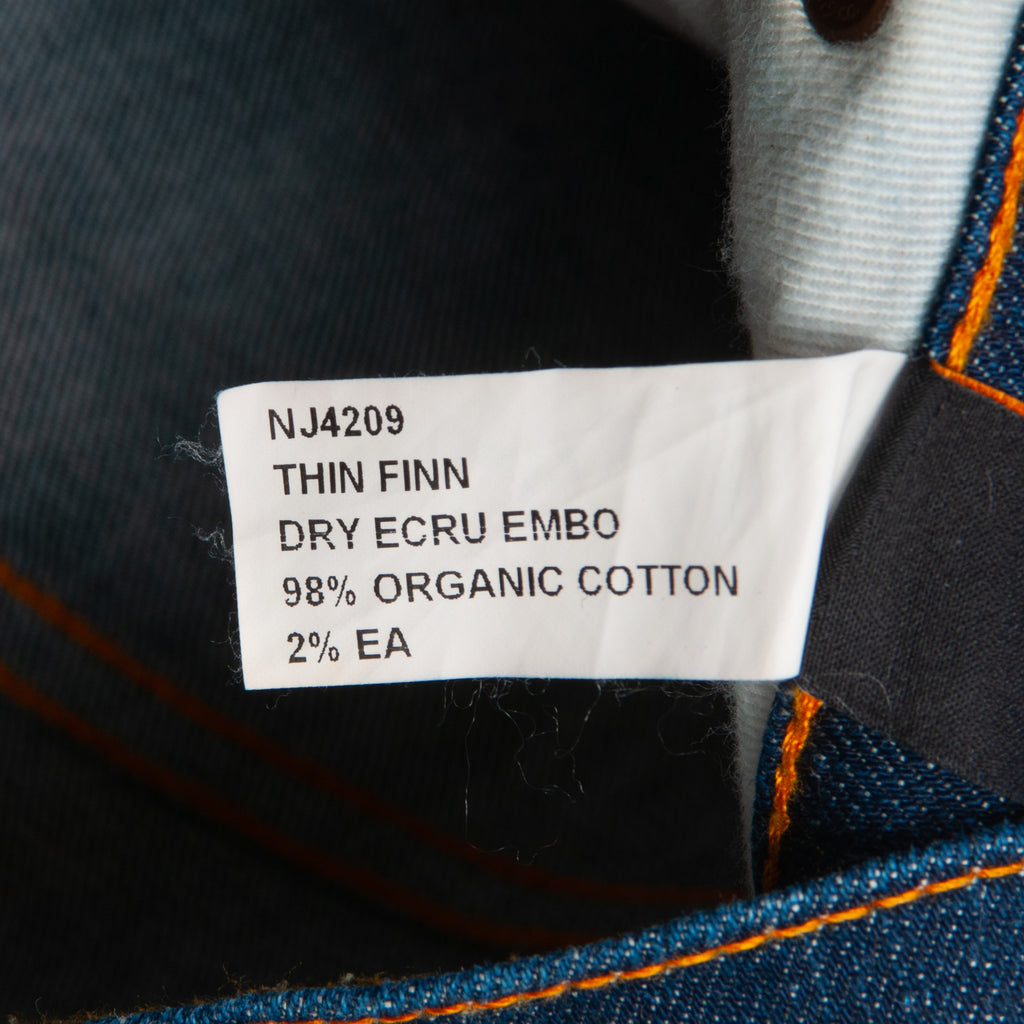 NJ4209
THIN FINN
DRY ECRU EMBO
98% ORGANIC COTTON
2% EA